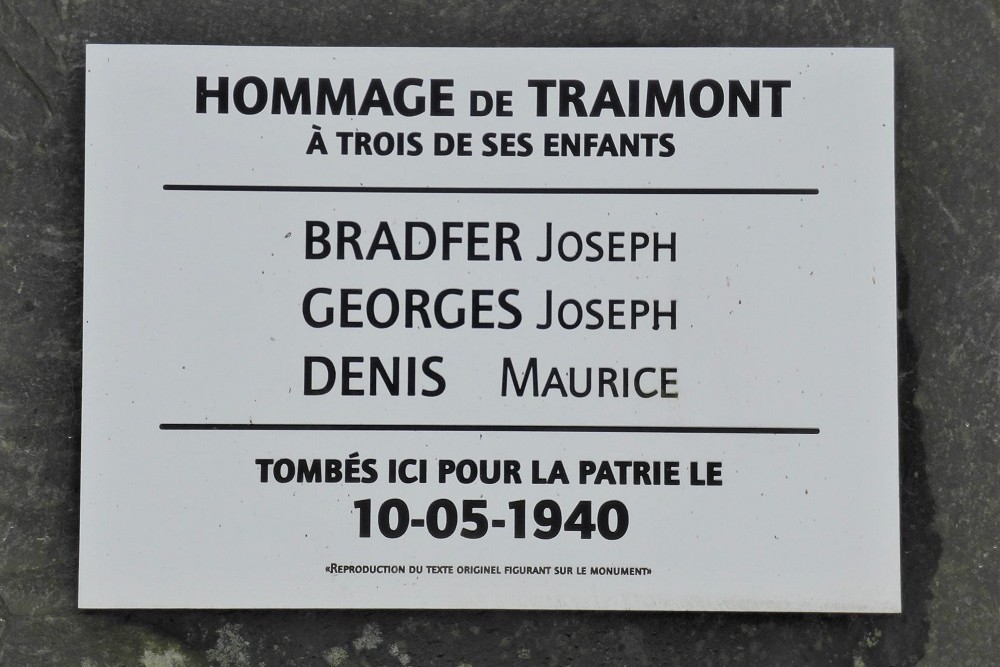 HOMMAGE DE TRAIMONT
À TROIS DE SES ENFANTS
BRADFER JOSEPH
GEORGES JOSEPH
DENIS MAURICE
TOMBÉS ICI POUR LA PATRIE LE
10-05-1940
«REPRODUCTION DU TEXTE ORIGINEL FIGURANT SUR LE MONUMENT»